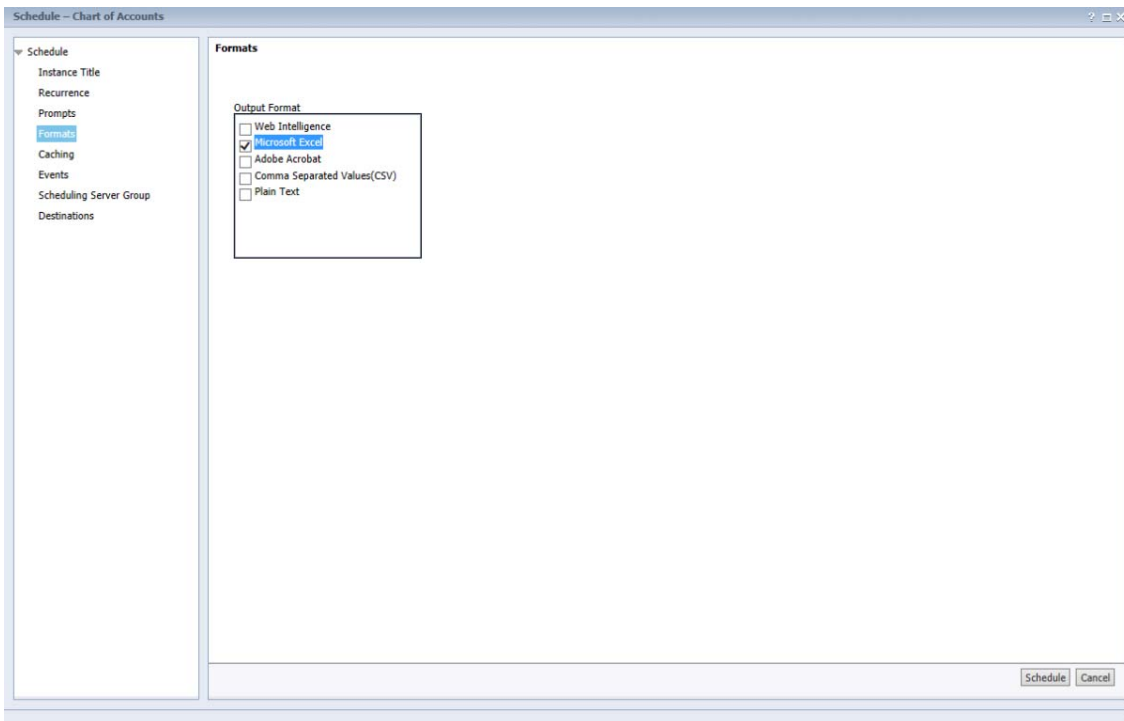 Schedule – Chart of Accounts
Schedule
Instance Title
Recurrence
Prompts
Formats
Caching
Events
Scheduling Server Group
Destinations
Formats
Output Format
Web Intelligence
Microsoft Excel
Adobe Acrobat
Comma Separated Values(CSV)
Plain Text
Schedule Cancel